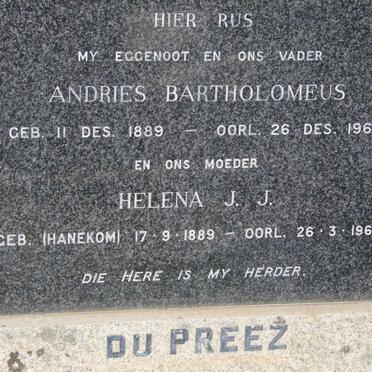 HIER RUS
MY EGGENOOT EN ONS VADER
ANDRIES BARTHOLOMEUS
GEB. 11 DES. 1889 — OORL. 26 DES. 196
EN ONS MOEDER
HELENA J. J.
GEB. (HANEKOM) 17·9·1889 — OORL. 26·3·196
DIE HERE IS MY HERDER.
DU PREEZ